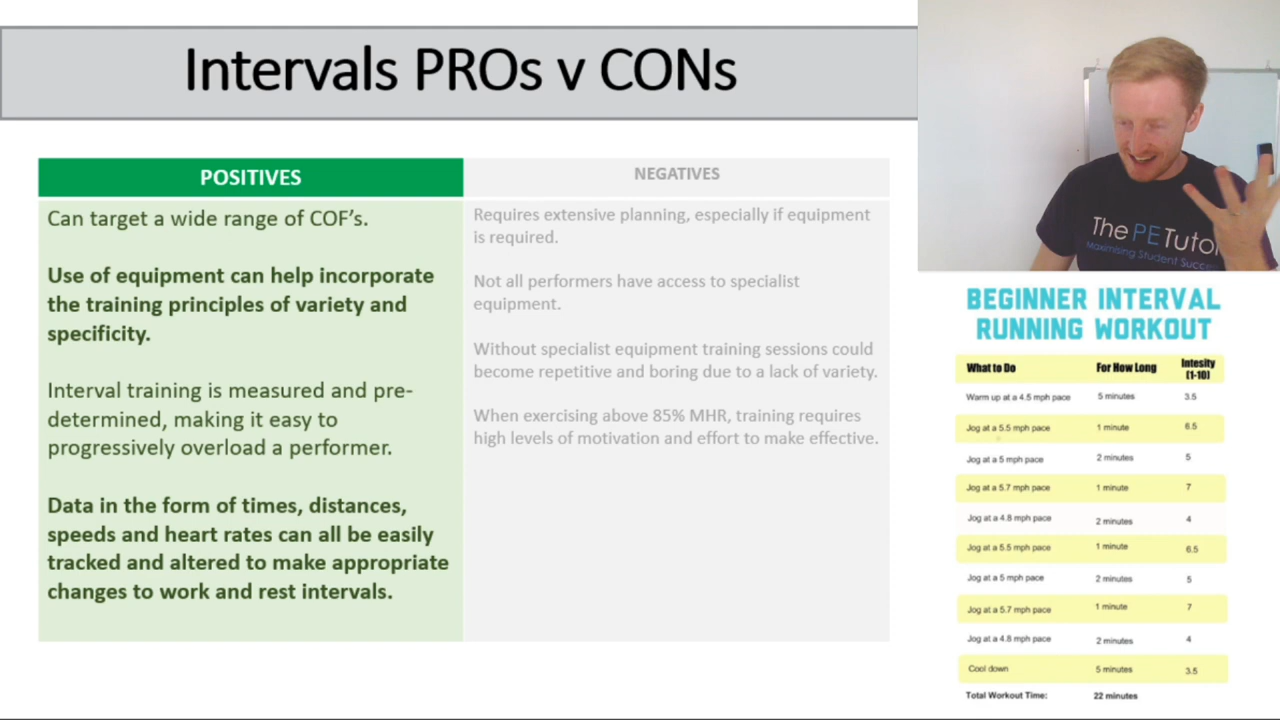 Intervals PROs v CONs
POSITIVES
Can target a wide range of COF's.
Use of equipment can help incorporate
the training principles of variety and
specificity.
Interval training is measured and pre-
determined, making it easy to
progressively overload a performer.
Data in the form of times, distances,
speeds and heart rates can all be easily
tracked and altered to make appropriate
changes to work and rest intervals.
NEGATIVES
Requires extensive planning, especially if equipment
is required.
Not all performers have access to specialist
equipment.
Without specialist equipment training sessions could
become repetitive and boring due to a lack of variety.
When exercising above 85% MHR, training requires
high levels of motivation and effort to make effective.
The PE Tutor
Maximising Student
BEGINNER INTERVAL
RUNNING WORKOUT
What to Do For How Long Intesity
(1-10)
Warm up at a 4.5 mph pace 5 minutes 3.5
Jog at a 5.5 mph pace 1 minute 6.5
Jog at a 5 mph pace 2 minutes 5
Jog at a 5.7 mph pace 1 minute 7
Jog at a 4.8 mph pace 2 minutes 4
Jog at a 5.5 mph pace 1 minute 6.5
Jog at a 5 mph pace 2 minutes 5
Jog at a 5.7 mph pace 1 minute 7
Jog at a 4.8 mph pace 2 minutes 4
Cool down 5 minutes 3.5
Total Workout Time: 22 minutes